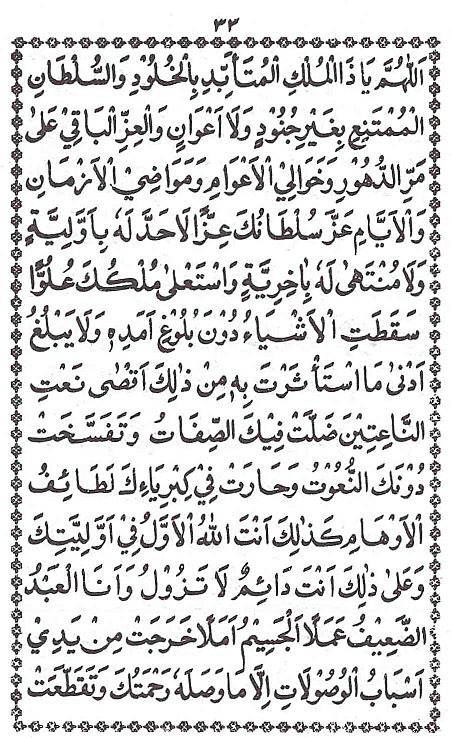 ٣٣
اَللّٰهُمَّ يَا ذَا الْمُلْكِ الْمُتَاَبِّدِ بِالْخُلُوْدِ وَالسُّلْطَانِ
الْمُمْتَنِعِ بِغَيْرِ جُنُوْدٍ وَلَا اَعْوَانٍ وَالْعِزِّ الْبَاقِيْ عَلٰى
مَرِّ الدُّهُوْرِ وَخَوَالِي الْاَعْوَامِ وَمَوَاضِي الْاَزْمَانِ
وَالْاَيَّامِ عَزَّ سُلْطَانُكَ عِزًّا لَا حَدَّ لَهٗ بِاَوَّلِيَّةٍ
وَلَا مُنْتَهٰى لَهٗ بِاٰخِرِيَّةٍ وَاسْتَعْلٰى مُلْكُكَ عُلُوًّا
سَقَطَتِ الْاَشْيَاءُ دُوْنَ بُلُوْغِ اَمَدِهٖ وَلَا يَبْلُغُ
اَدْنٰى مَا اسْتَأْثَرْتَ بِهٖ مِنْ ذٰلِكَ اَقْصٰى نَعْتِ
النَّاعِتِيْنَ ضَلَّتْ فِيْكَ الصِّفَاتُ وَتَفَسَّخَتْ
دُوْنَكَ النُّعُوْتُ وَحَارَتْ فِيْ كِبْرِيَاءِكَ لَطَائِفُ
الْاَوْهَامِ كَذٰلِكَ اَنْتَ اللّٰهُ الْاَوَّلُ فِيْ اَوَّلِيَّتِكَ
وَعَلٰى ذٰلِكَ اَنْتَ دَائِمٌ لَا تَزُوْلُ وَاَنَا الْعَبْدُ
الضَّعِيْفُ عَمَلًا الْجَسِيْمُ اَمَلًا خَرَجَتْ مِنْ يَدِيْ
اَسْبَابُ الْوُصُوْلَاتِ اِلَّا مَا وَصَلَهٗ رَحْمَتُكَ وَتَقَطَّعَتْ